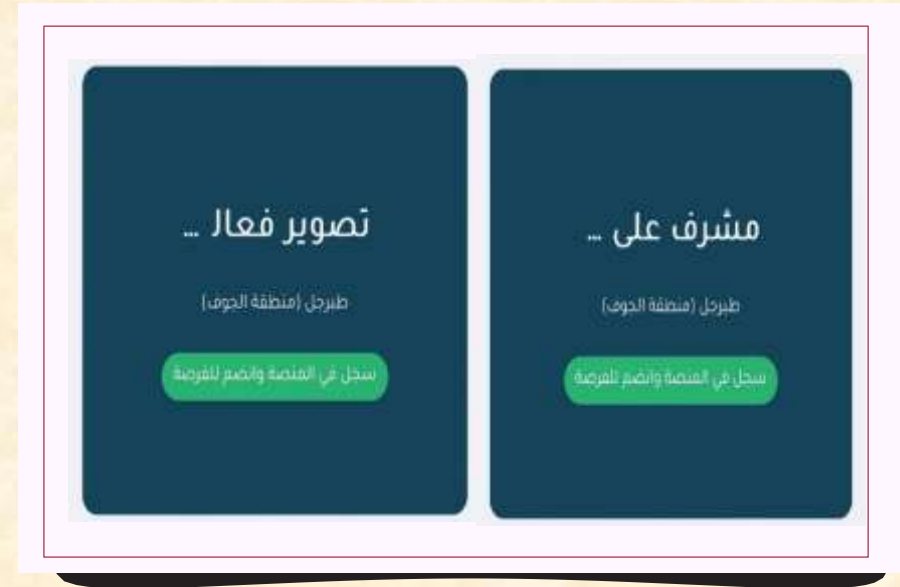 مشرف على ...
طبرجل (منطقة الجوف)
سجل في المنصة وانضم للفرصة
تصوير فعال ...
طبرجل (منطقة الجوف)
سجل في المنصة وانضم للفرصة